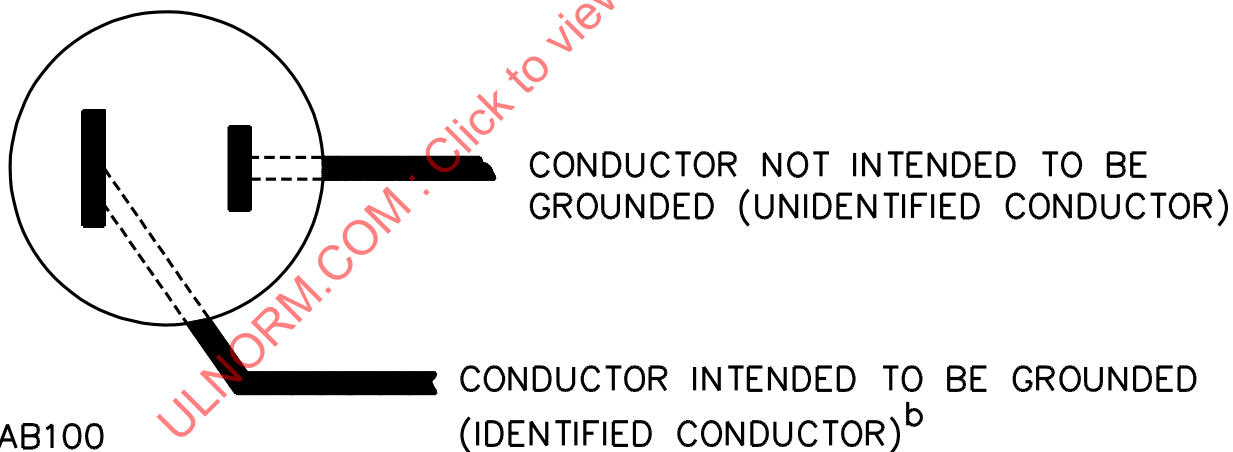 ULNORM.COM : Click to view
CONDUCTOR NOT INTENDED TO BE
GROUNDED (UNIDENTIFIED CONDUCTOR)
CONDUCTOR INTENDED TO BE GROUNDED
(IDENTIFIED CONDUCTOR)b
AB100